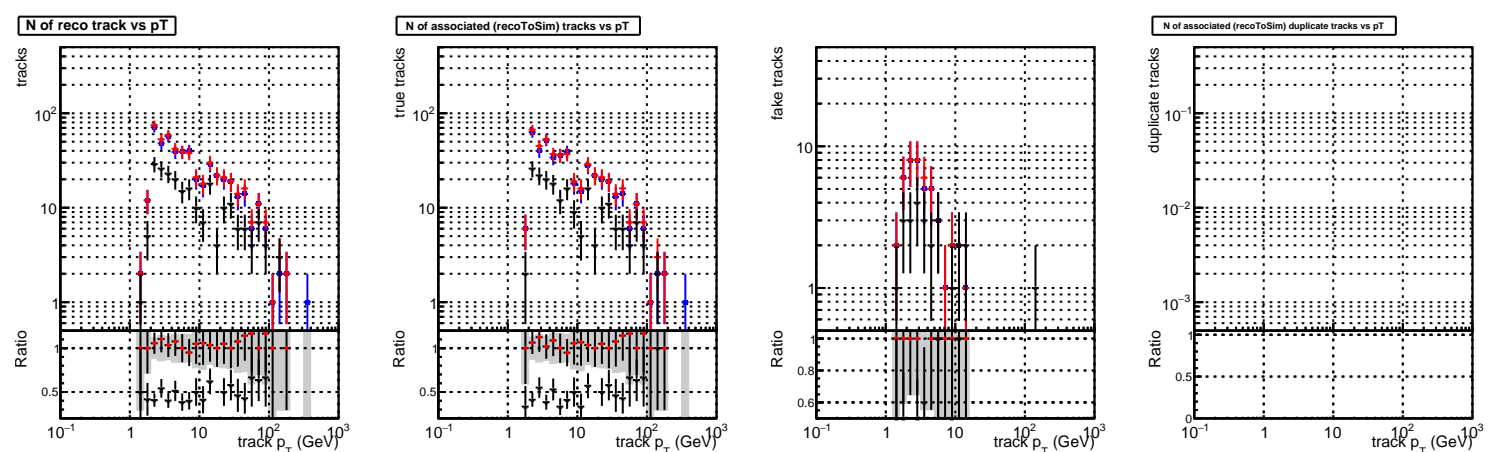 N of reco track vs pT
tracks
10²
10
1
Ratio
1
0.5
10⁻¹ 1 10 10² 10³
track p_T (GeV)
N of associated (recoToSim) tracks vs pT
true tracks
10²
10
1
Ratio
1
0.5
10⁻¹ 1 10 10² 10³
track p_T (GeV)
fake tracks
10
1
Ratio
1
0.8
0.6
10⁻¹ 1 10 10² 10³
track p_T (GeV)
N of associated (recoToSim) duplicate tracks vs pT
duplicate tracks
10⁻¹
10⁻²
10⁻³
Ratio
1
0.5
0
10⁻¹ 1 10 10² 10³
track p_T (GeV)